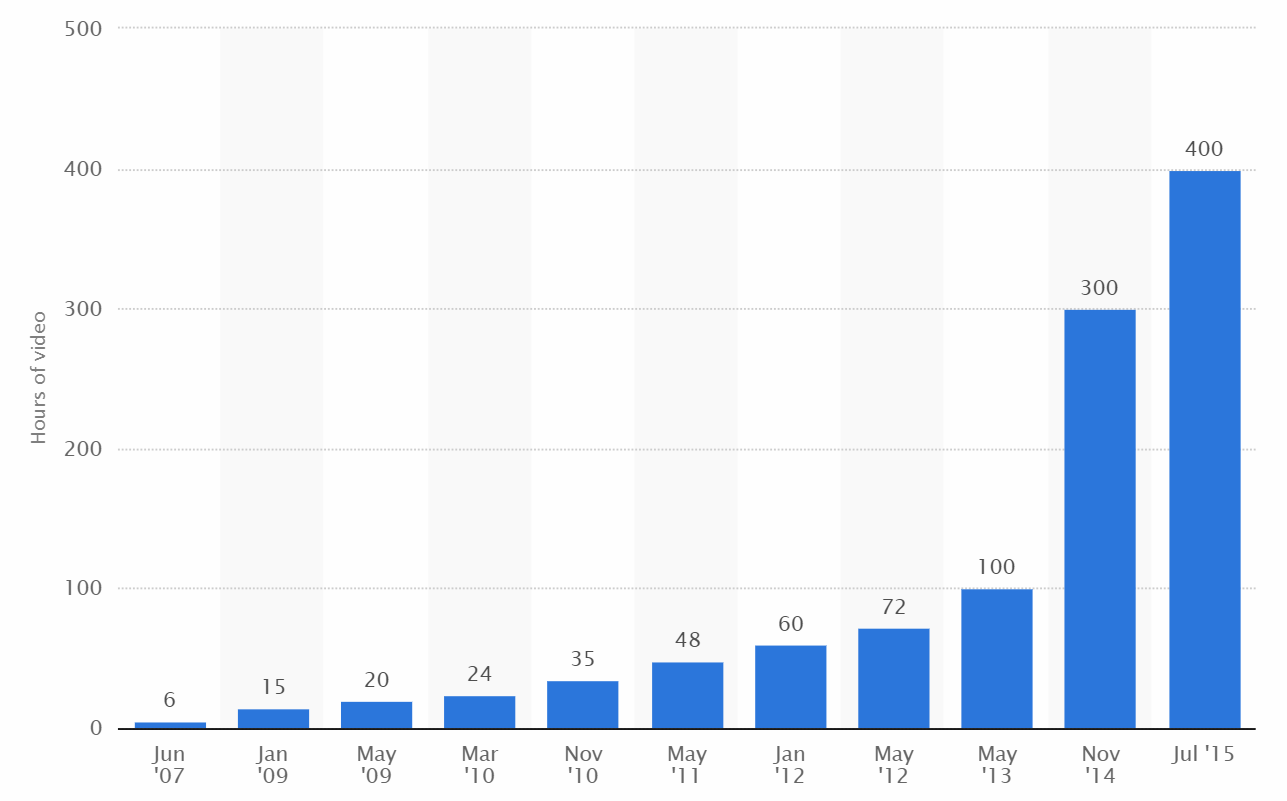 500
400
300
200
100
0
Hours of video
6
15
20
24
35
48
60
72
100
300
400
Jun '07
Jan '09
May '09
Mar '10
Nov '10
May '11
Jan '12
May '12
May '13
Nov '14
Jul '15